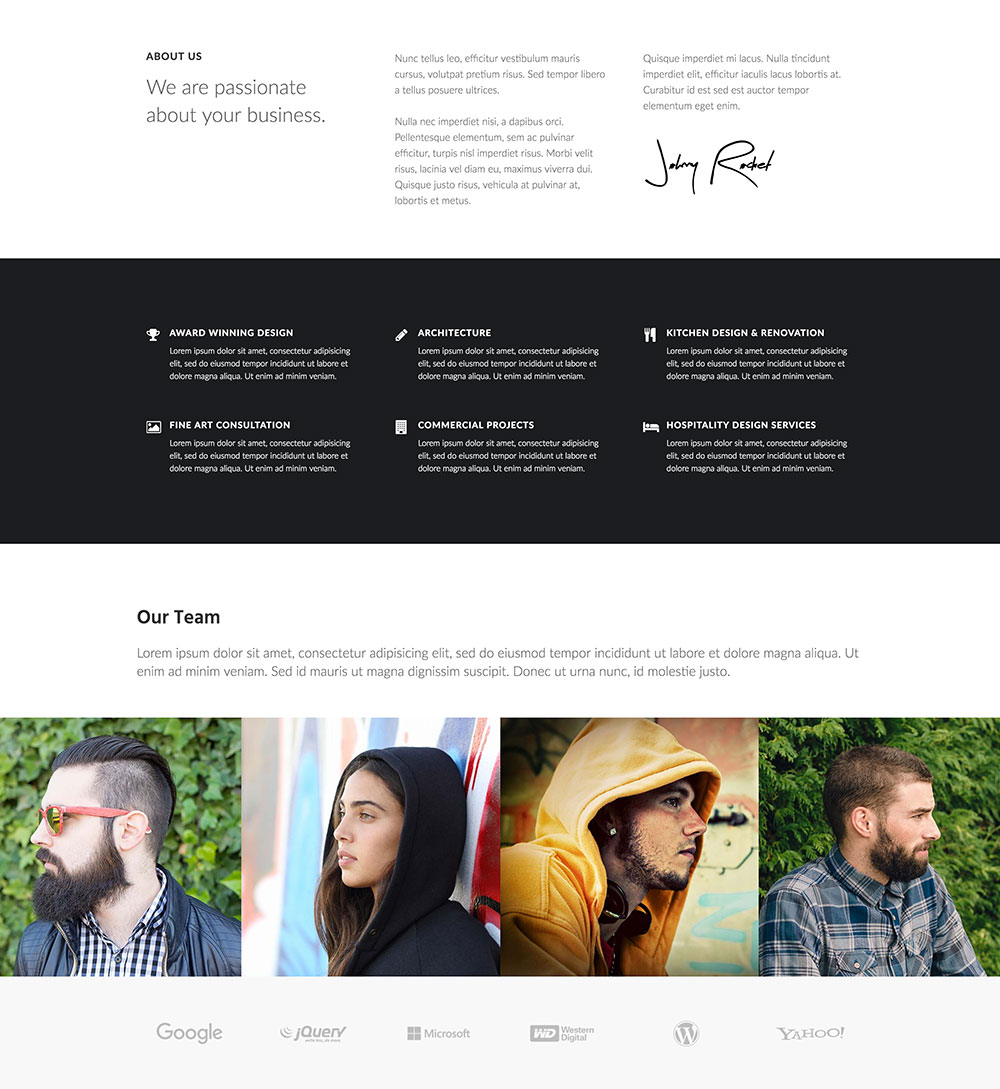 ABOUT US
We are passionate
about your business.
Nunc tellus leo, efficitur vestibulum mauris
cursus, volutpat pretium risus. Sed tempor libero
a tellus posuere ultrices.
Nulla nec imperdiet nisi, a dapibus orci.
Pellentesque elementum, sem ac pulvinar
efficitur, turpis nisl imperdiet risus. Morbi velit
risus, lacinia vel diam eu, maximus viverra dui.
Quisque justo risus, vehicula at pulvinar at,
lobortis et metus.
Quisque imperdiet mi lacus. Nulla tincidunt
imperdiet elit, efficitur iaculis lacus lobortis at.
Curabitur id est sed est auctor tempor
elementum eget enim.
Johnny Rocket
AWARD WINNING DESIGN
Lorem ipsum dolor sit amet, consectetur adipisicing
elit, sed do eiusmod tempor incididunt ut labore et
dolore magna aliqua. Ut enim ad minim veniam.
ARCHITECTURE
Lorem ipsum dolor sit amet, consectetur adipisicing
elit, sed do eiusmod tempor incididunt ut labore et
dolore magna aliqua. Ut enim ad minim veniam.
KITCHEN DESIGN & RENOVATION
Lorem ipsum dolor sit amet, consectetur adipisicing
elit, sed do eiusmod tempor incididunt ut labore et
dolore magna aliqua. Ut enim ad minim veniam.
FINE ART CONSULTATION
Lorem ipsum dolor sit amet, consectetur adipisicing
elit, sed do eiusmod tempor incididunt ut labore et
dolore magna aliqua. Ut enim ad minim veniam.
COMMERCIAL PROJECTS
Lorem ipsum dolor sit amet, consectetur adipisicing
elit, sed do eiusmod tempor incididunt ut labore et
dolore magna aliqua. Ut enim ad minim veniam.
HOSPITALITY DESIGN SERVICES
Lorem ipsum dolor sit amet, consectetur adipisicing
elit, sed do eiusmod tempor incididunt ut labore et
dolore magna aliqua. Ut enim ad minim veniam.
Our Team
Lorem ipsum dolor sit amet, consectetur adipisicing elit, sed do eiusmod tempor incididunt ut labore et dolore magna aliqua. Ut
enim ad minim veniam. Sed id mauris ut magna dignissim suscipit. Donec ut urna nunc, id molestie justo.
Google
jQuery
write less, do more.
Microsoft
WD Western
Digital
W
YAHOO!